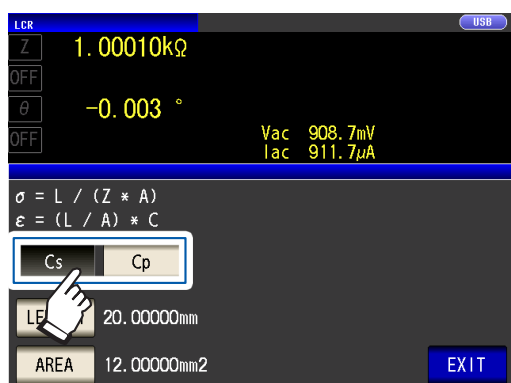 LCR USB
Z 1.00010kΩ
OFF
θ -0.003 °
OFF
Vac 908.7mV
Iac 911.7μA
σ = L / (Z * A)
ε = (L / A) * C
Cs Cp
20.00000mm
AREA 12.00000mm2
EXIT